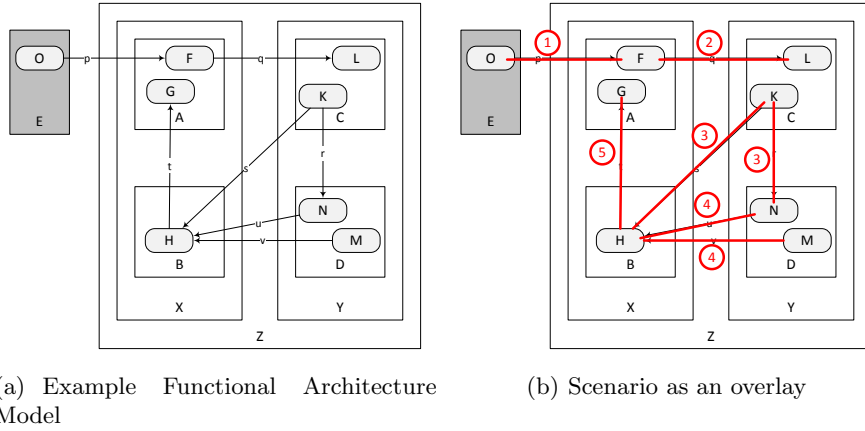 O
p
F
q
L
G
K
E
A
C
t
s
r
N
u
H
v
M
B
D
X
Y
Z
1
2
O
p
F
q
L
G
K
E
A
C
3
5
3
s
4
N
u
H
v
M
4
B
D
X
Y
Z
(a) Example Functional Architecture
Model
(b) Scenario as an overlay